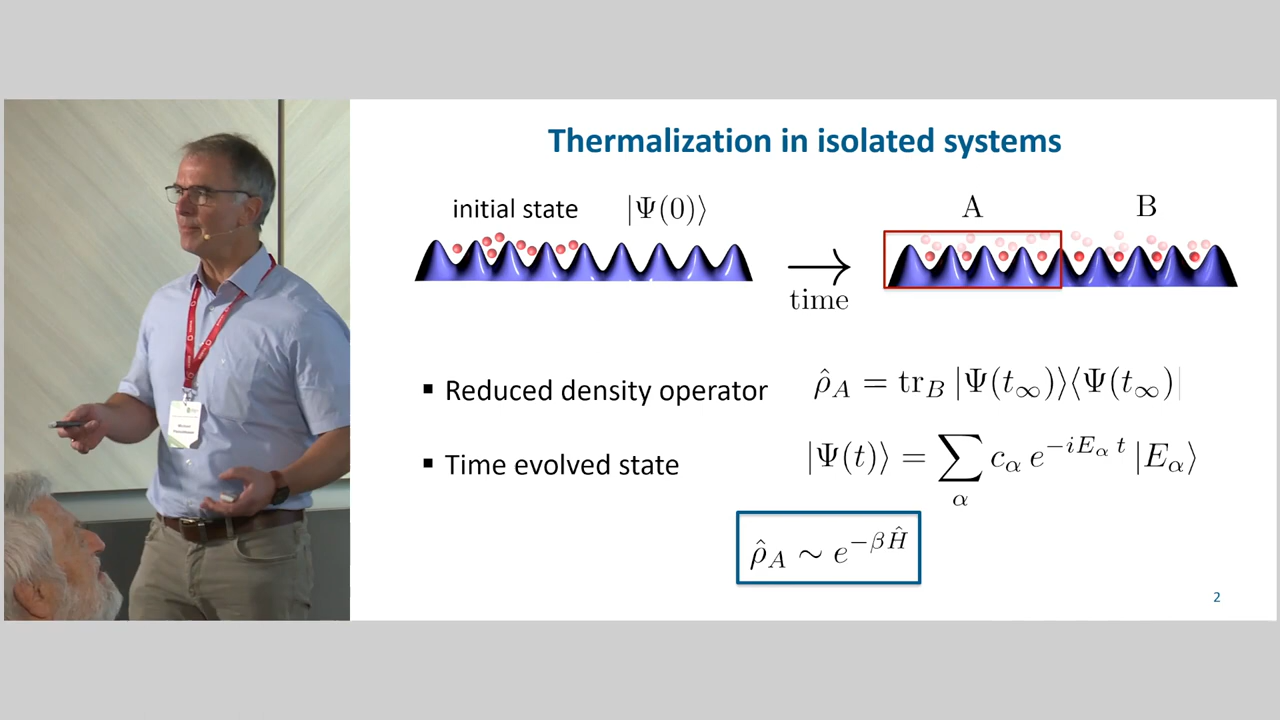 Thermalization in isolated systems
initial state |Ψ(0)⟩
A B
time
▪ Reduced density operator ρ̂_A = tr_B |Ψ(t_∞)⟩⟨Ψ(t_∞)|
▪ Time evolved state |Ψ(t)⟩ = ∑_α c_α e^{-iE_α t} |E_α⟩
ρ̂_A ∼ e^{-βĤ}
2